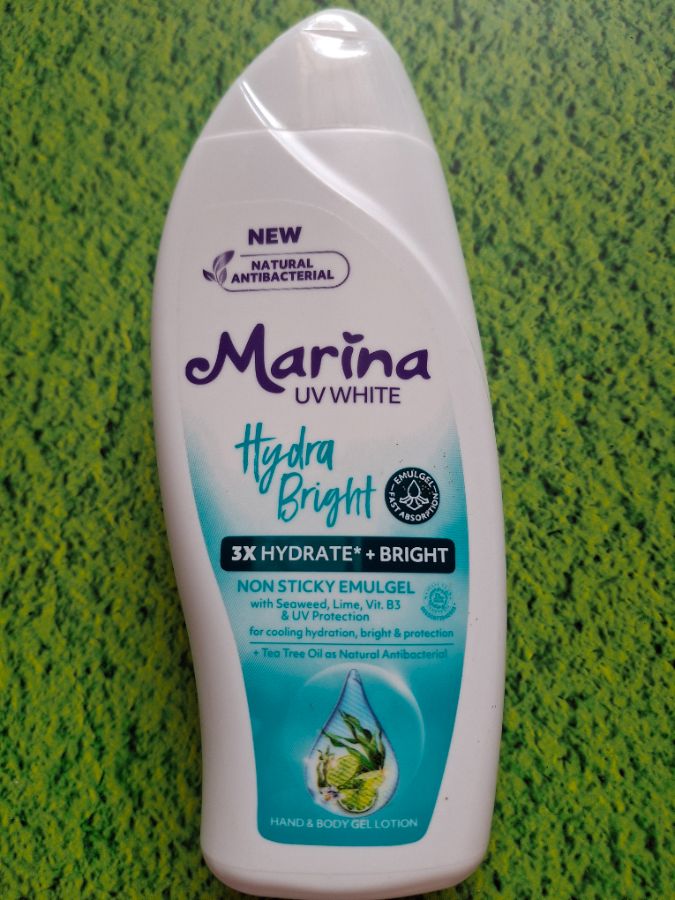 NEW
NATURAL
ANTIBACTERIAL
Marina
UV WHITE
Hydra
Bright
EMULGEL
FAST ABSORPTION
3X HYDRATE* + BRIGHT
NON STICKY EMULGEL
with Seaweed, Lime, Vit. B3
& UV Protection
for cooling hydration, bright & protection
+ Tea Tree Oil as Natural Antibacterial
HAND & BODY GEL LOTION